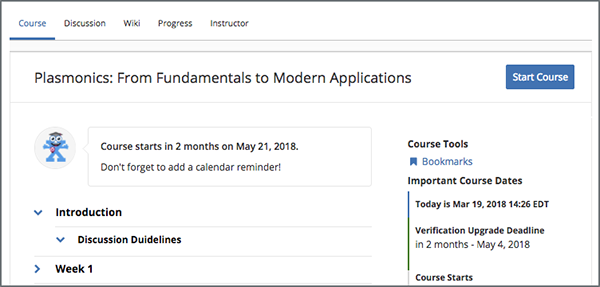 Course Discussion Wiki Progress Instructor
Plasmonics: From Fundamentals to Modern Applications
Start Course
Course starts in 2 months on May 21, 2018.
Don't forget to add a calendar reminder!
Introduction
Discussion Duidelines
Week 1
Course Tools
Bookmarks
Important Course Dates
Today is Mar 19, 2018 14:26 EDT
Verification Upgrade Deadline
in 2 months - May 4, 2018
Course Starts